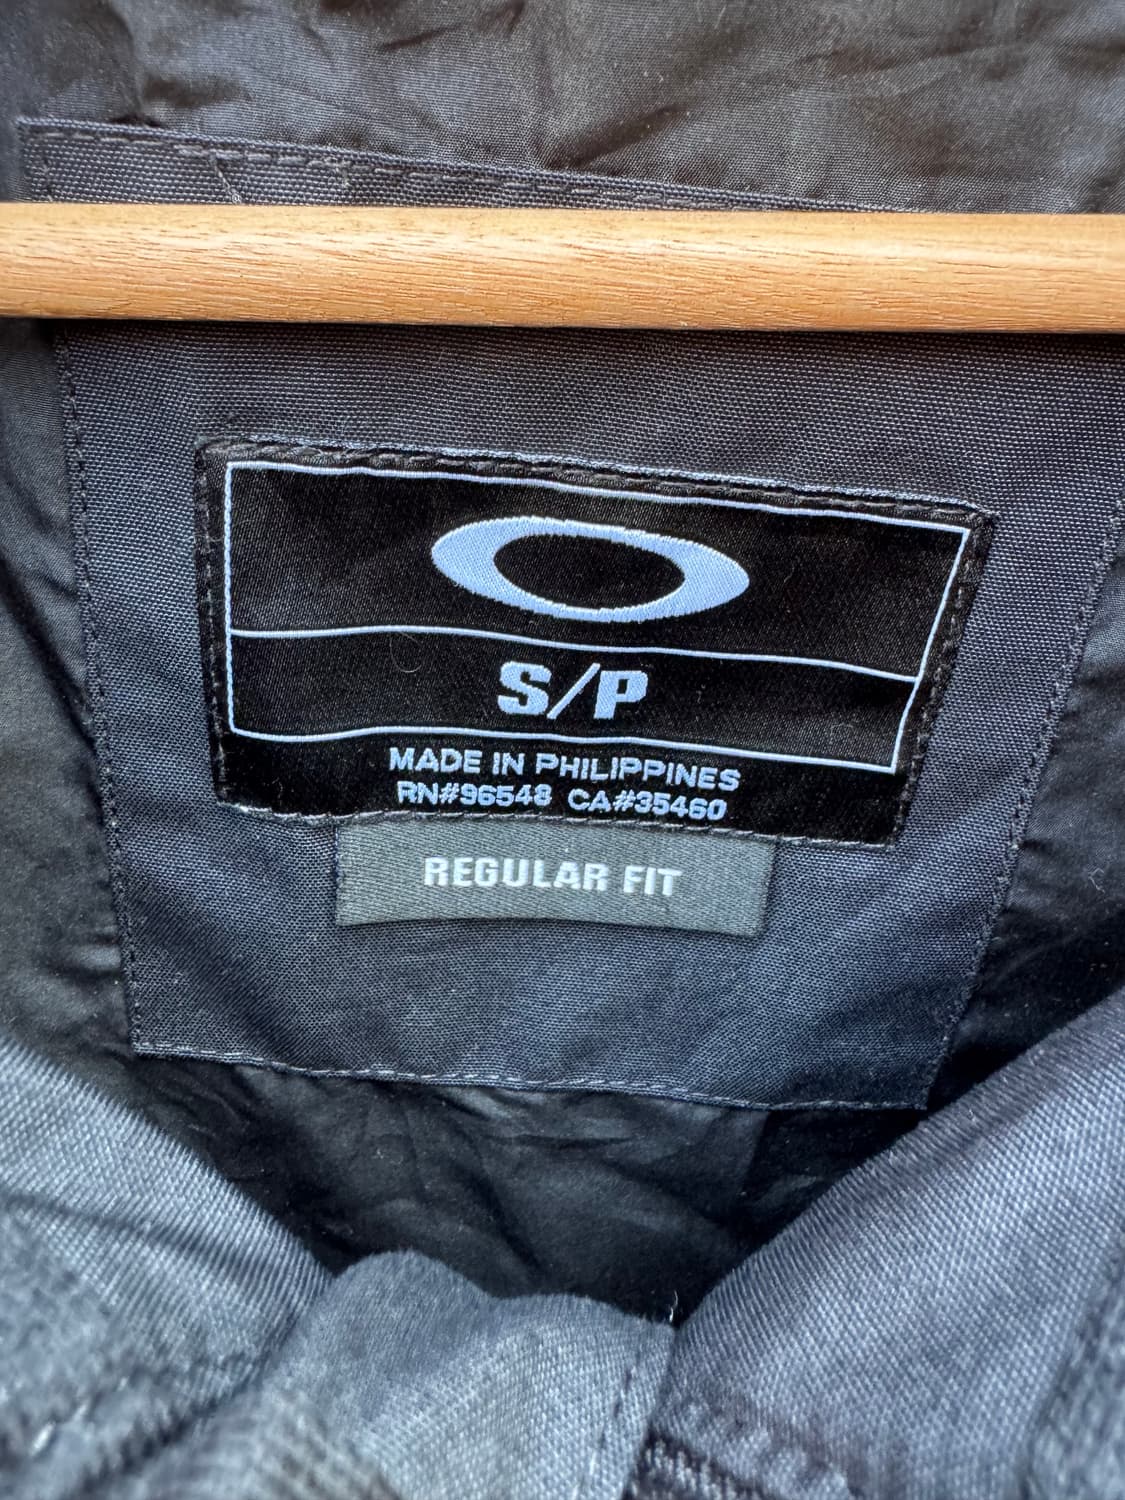 S/P
MADE IN PHILIPPINES
RN#96548 CA#35460
REGULAR FIT